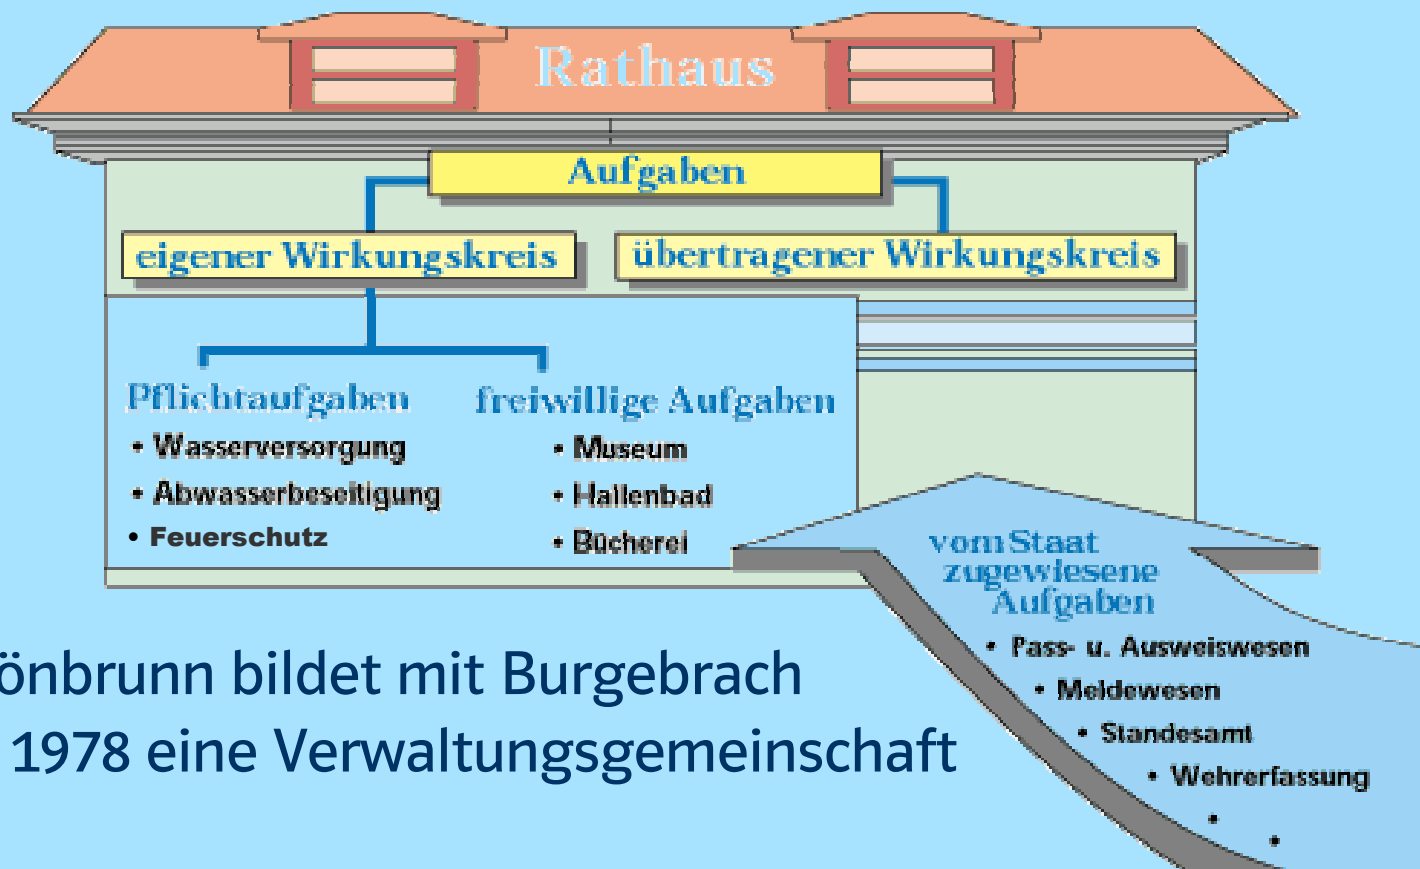 Rathaus
Aufgaben
eigener Wirkungskreis
übertragener Wirkungskreis
Pflichtaufgaben
• Wasserversorgung
• Abwasserbeseitigung
• Feuerschutz
freiwillige Aufgaben
• Museum
• Hallenbad
• Bücherei
vom Staat
zugewiesene
Aufgaben
• Pass- u. Ausweiswesen
• Meldewesen
• Standesamt
• Wehrerfassung
•
•
önbrunn bildet mit Burgebrach
1978 eine Verwaltungsgemeinschaft